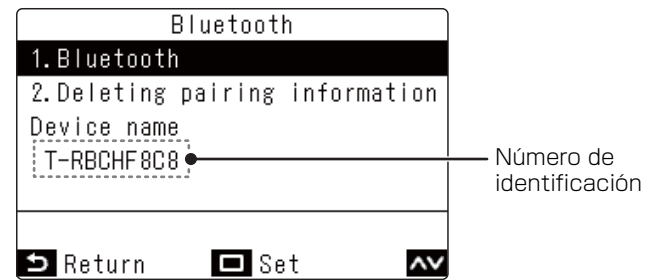 Bluetooth
1.Bluetooth
2.Deleting pairing information
Device name
T-RBCHF8C8
Número de
identificación
Return Set